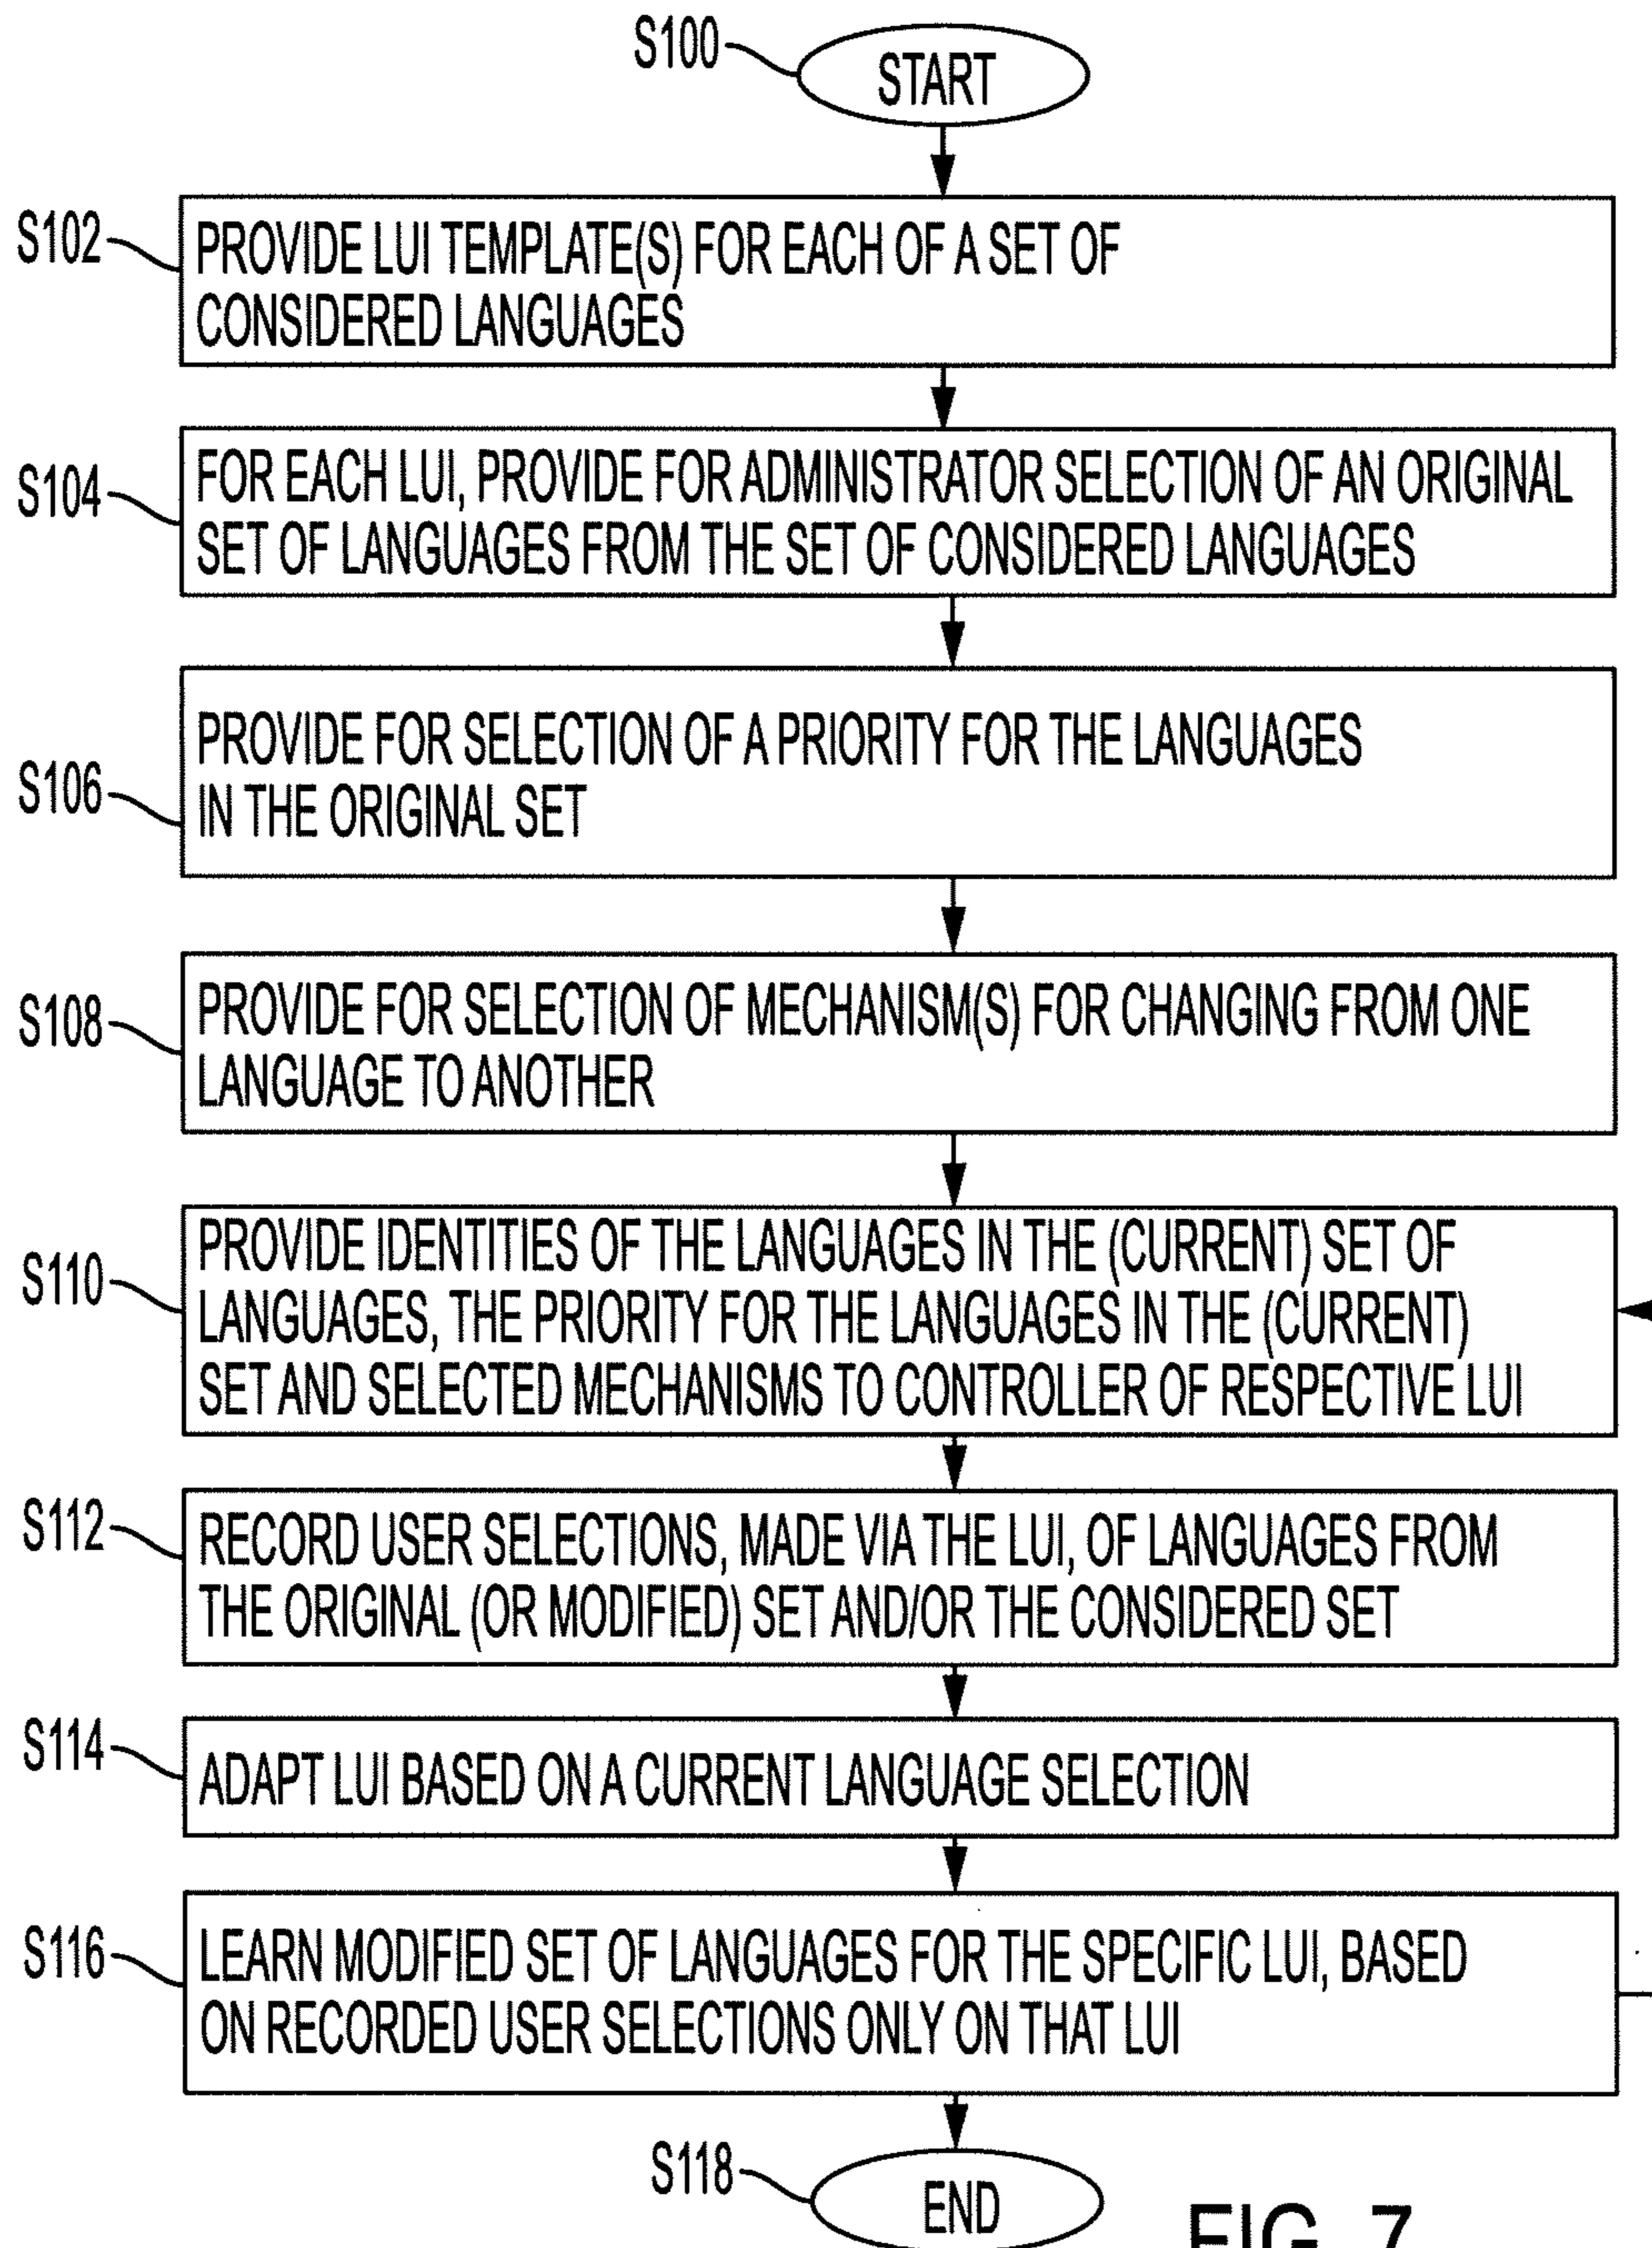 S100
START
S102
PROVIDE LUI TEMPLATE(S) FOR EACH OF A SET OF
CONSIDERED LANGUAGES
S104
FOR EACH LUI, PROVIDE FOR ADMINISTRATOR SELECTION OF AN ORIGINAL
SET OF LANGUAGES FROM THE SET OF CONSIDERED LANGUAGES
S106
PROVIDE FOR SELECTION OF A PRIORITY FOR THE LANGUAGES
IN THE ORIGINAL SET
S108
PROVIDE FOR SELECTION OF MECHANISM(S) FOR CHANGING FROM ONE
LANGUAGE TO ANOTHER
S110
PROVIDE IDENTITIES OF THE LANGUAGES IN THE (CURRENT) SET OF
LANGUAGES, THE PRIORITY FOR THE LANGUAGES IN THE (CURRENT)
SET AND SELECTED MECHANISMS TO CONTROLLER OF RESPECTIVE LUI
S112
RECORD USER SELECTIONS, MADE VIA THE LUI, OF LANGUAGES FROM
THE ORIGINAL (OR MODIFIED) SET AND/OR THE CONSIDERED SET
S114
ADAPT LUI BASED ON A CURRENT LANGUAGE SELECTION
S116
LEARN MODIFIED SET OF LANGUAGES FOR THE SPECIFIC LUI, BASED
ON RECORDED USER SELECTIONS ONLY ON THAT LUI
S118
END
FIG. 7